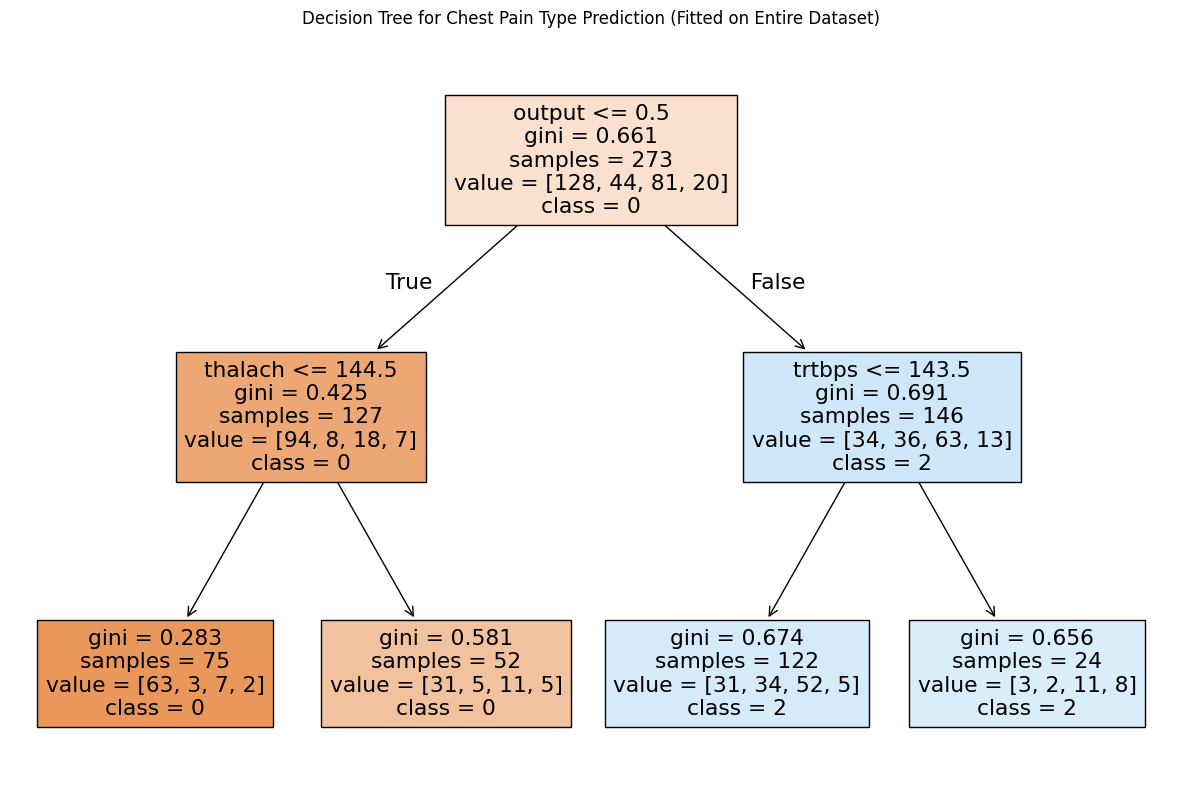 Decision Tree for Chest Pain Type Prediction (Fitted on Entire Dataset)
output <= 0.5
gini = 0.661
samples = 273
value = [128, 44, 81, 20]
class = 0
True
False
thalach <= 144.5
gini = 0.425
samples = 127
value = [94, 8, 18, 7]
class = 0
trtbps <= 143.5
gini = 0.691
samples = 146
value = [34, 36, 63, 13]
class = 2
gini = 0.283
samples = 75
value = [63, 3, 7, 2]
class = 0
gini = 0.581
samples = 52
value = [31, 5, 11, 5]
class = 0
gini = 0.674
samples = 122
value = [31, 34, 52, 5]
class = 2
gini = 0.656
samples = 24
value = [3, 2, 11, 8]
class = 2